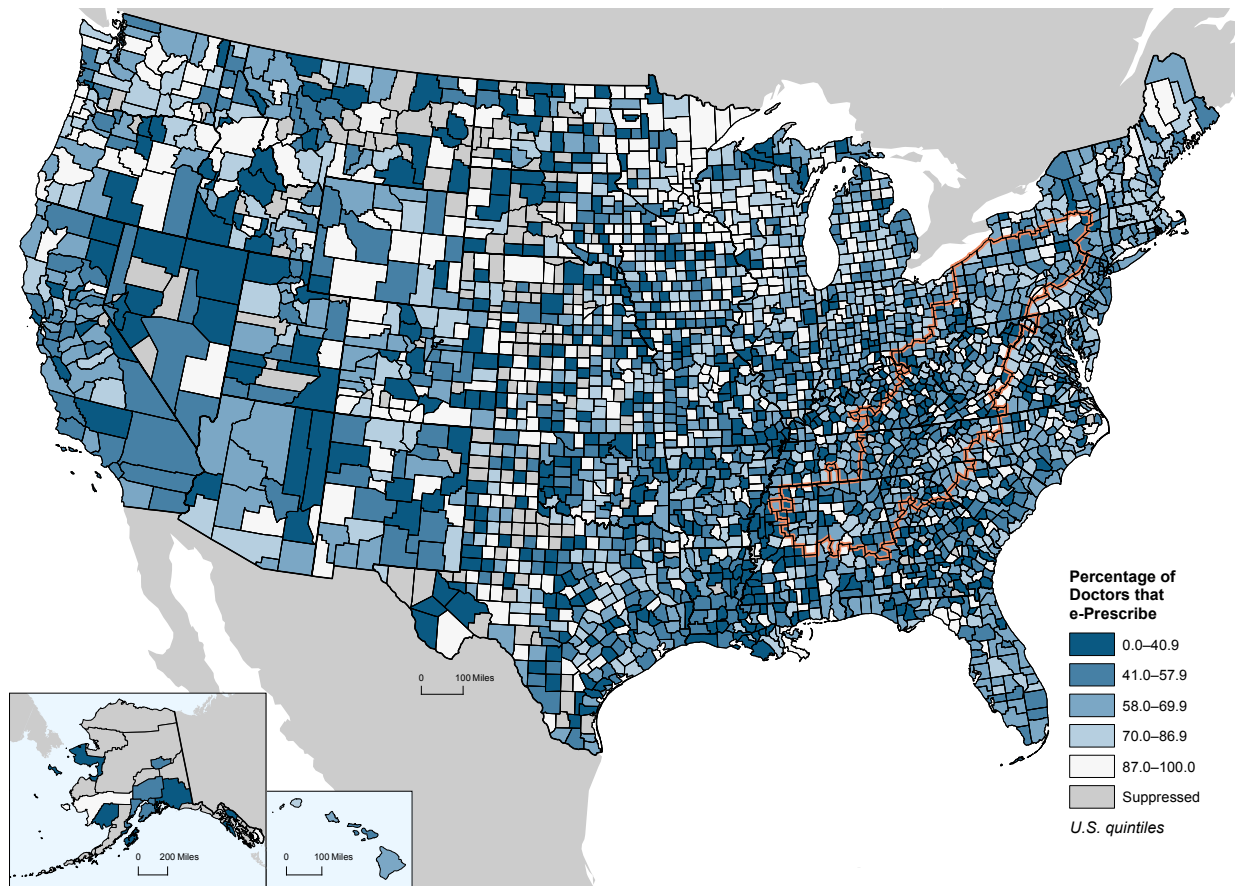 Percentage of
Doctors that
e-Prescribe
0.0–40.9
41.0–57.9
58.0–69.9
70.0–86.9
87.0–100.0
Suppressed
U.S. quintiles
0 100 Miles
0 200 Miles
0 100 Miles